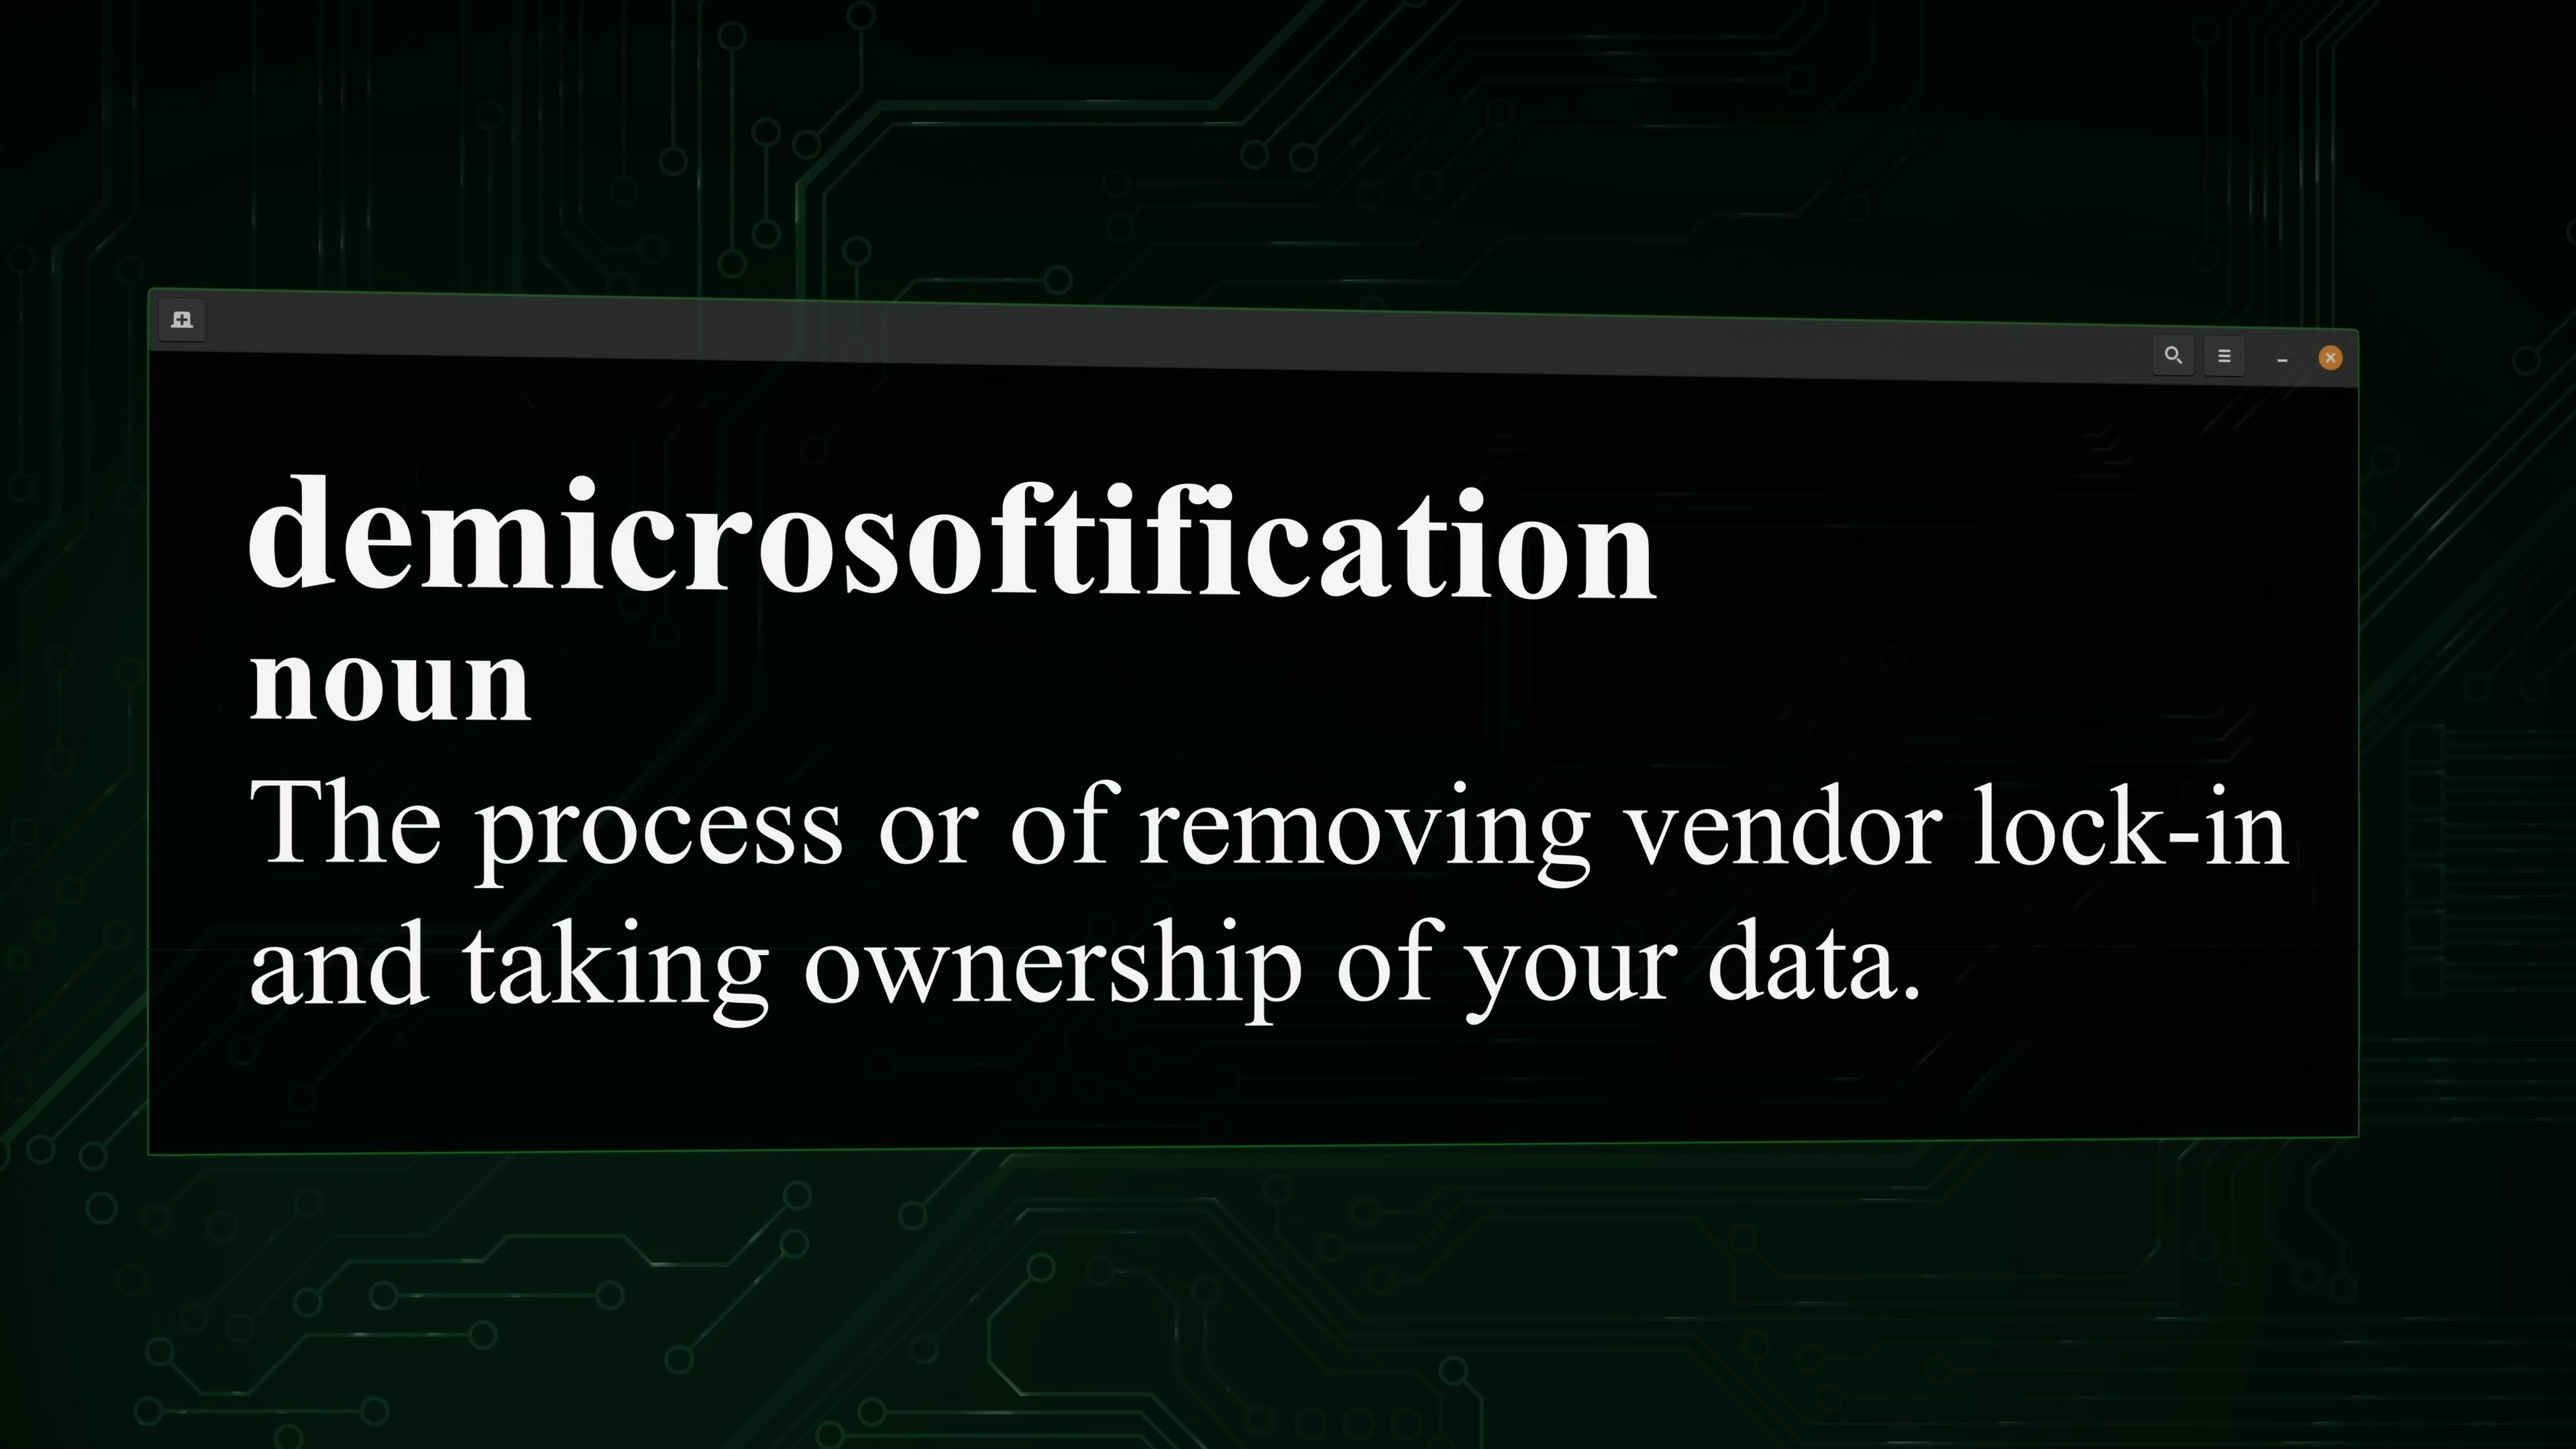 demicrosoftification
noun
The process or of removing vendor lock-in
and taking ownership of your data.